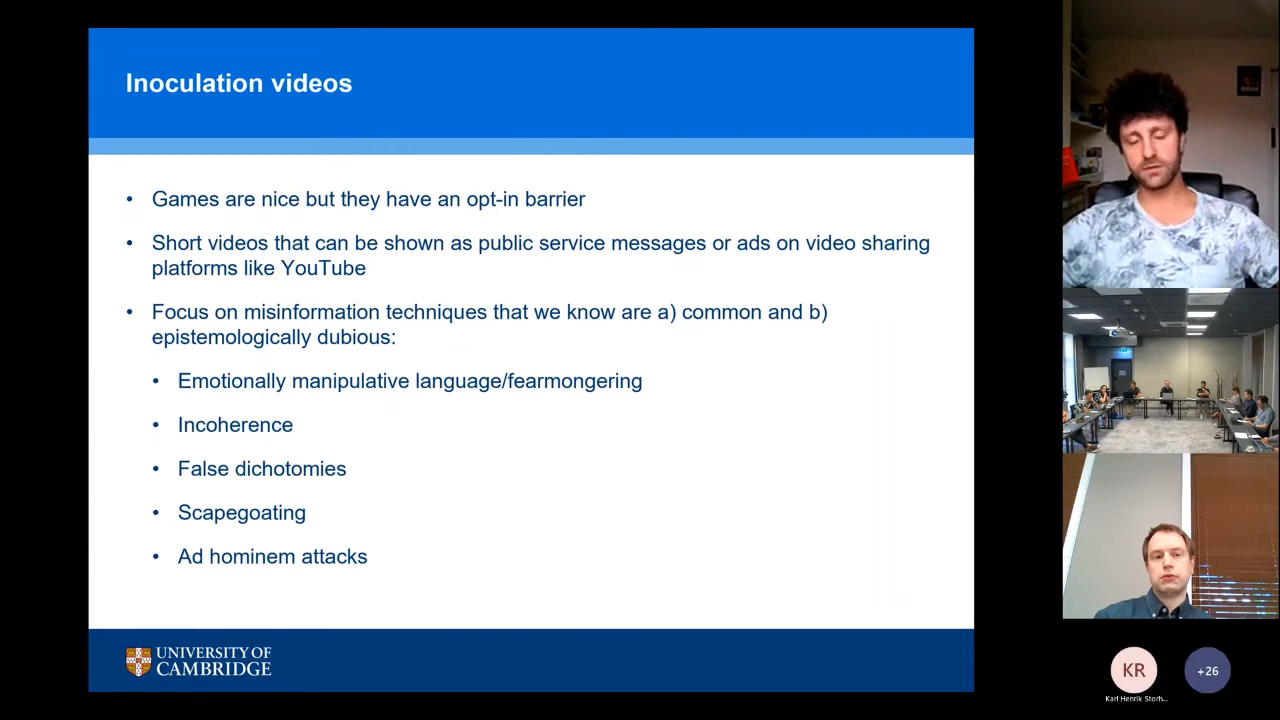 Inoculation videos
• Games are nice but they have an opt-in barrier
• Short videos that can be shown as public service messages or ads on video sharing
platforms like YouTube
• Focus on misinformation techniques that we know are a) common and b)
epistemologically dubious:
• Emotionally manipulative language/fearmongering
• Incoherence
• False dichotomies
• Scapegoating
• Ad hominem attacks
UNIVERSITY OF
CAMBRIDGE
KR
+26
Karl Henrik Storh...